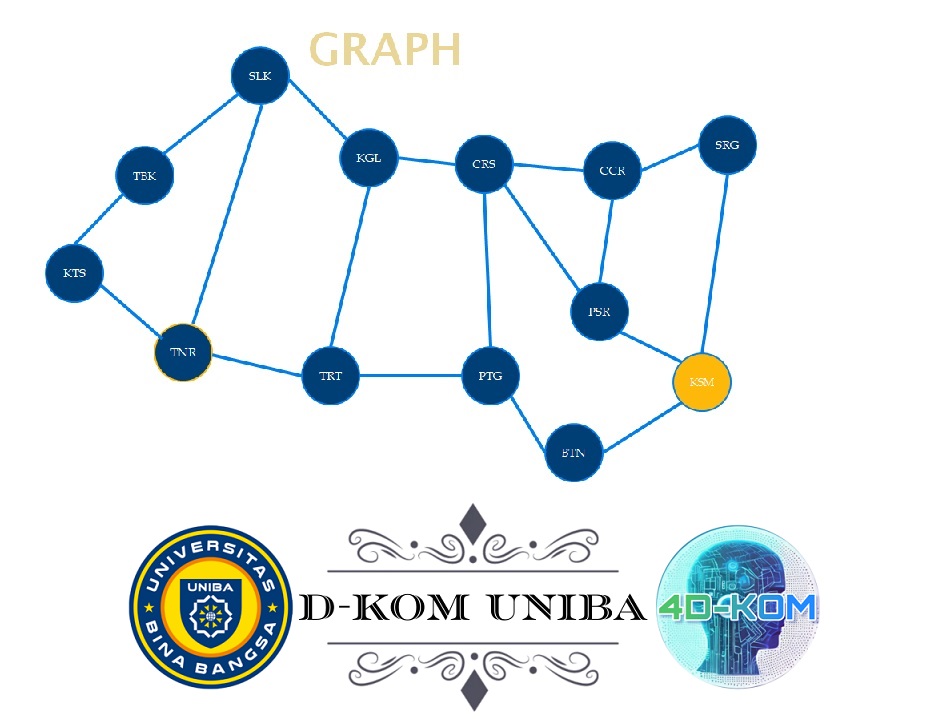 GRAPH
SLK
SRG
KGL
CRS
CCR
TBK
KTS
PSR
TNR
TRT
PTG
KSM
BTN
UNIVERSITAS
UNIBA
BINA BANGSA
D-KOM UNIBA
4D-KOM